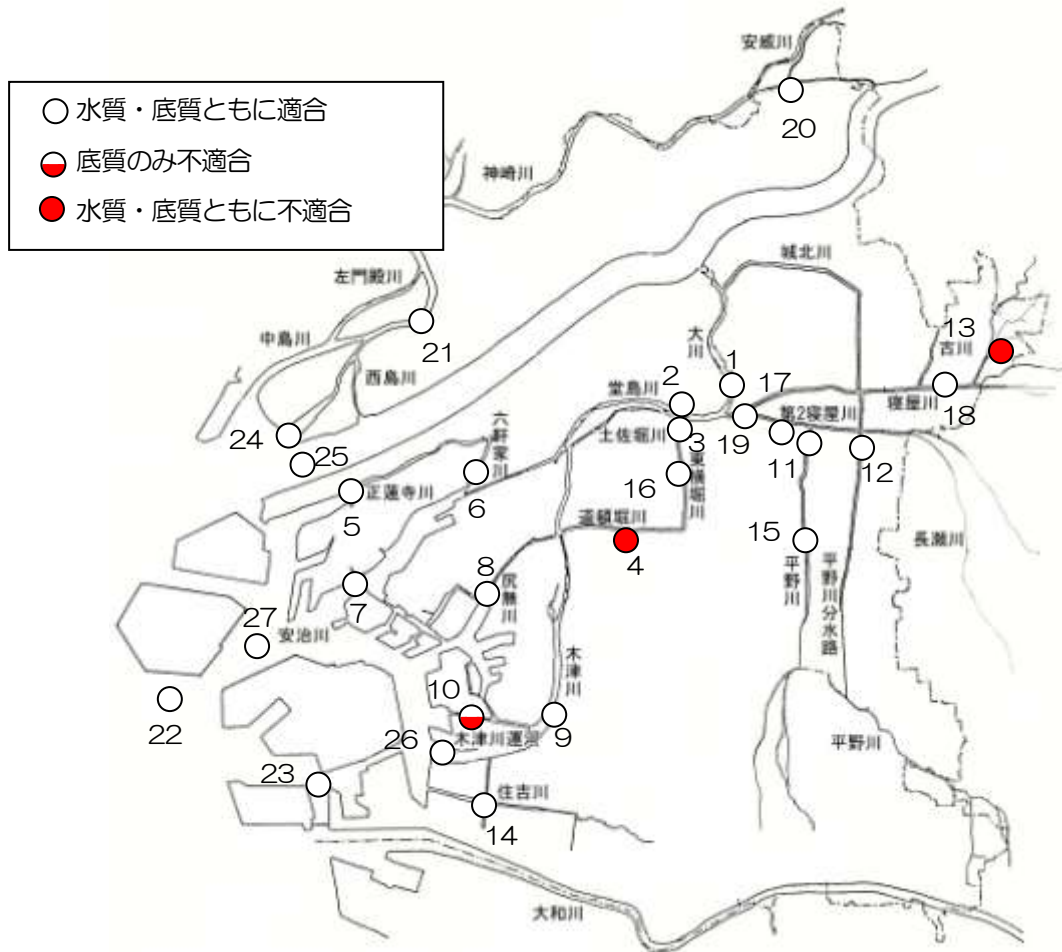 水質・底質ともに適合
底質のみ不適合
水質・底質ともに不適合
安威川
20
神崎川
左門殿川
城北川
中島川
21
西島川
大川
13
古川
1
17
2
堂島川
寝屋川
18
六軒家川
第2寝屋川
19
土佐堀川
3
24
25
東横堀川
11
12
正蓮寺川
6
16
5
道頓堀川
4
15
長瀬川
8
平野川
平野川分水路
7
尻無川
27
安治川
木津川
10
22
木津川運河
9
26
平野川
23
住吉川
14
大和川